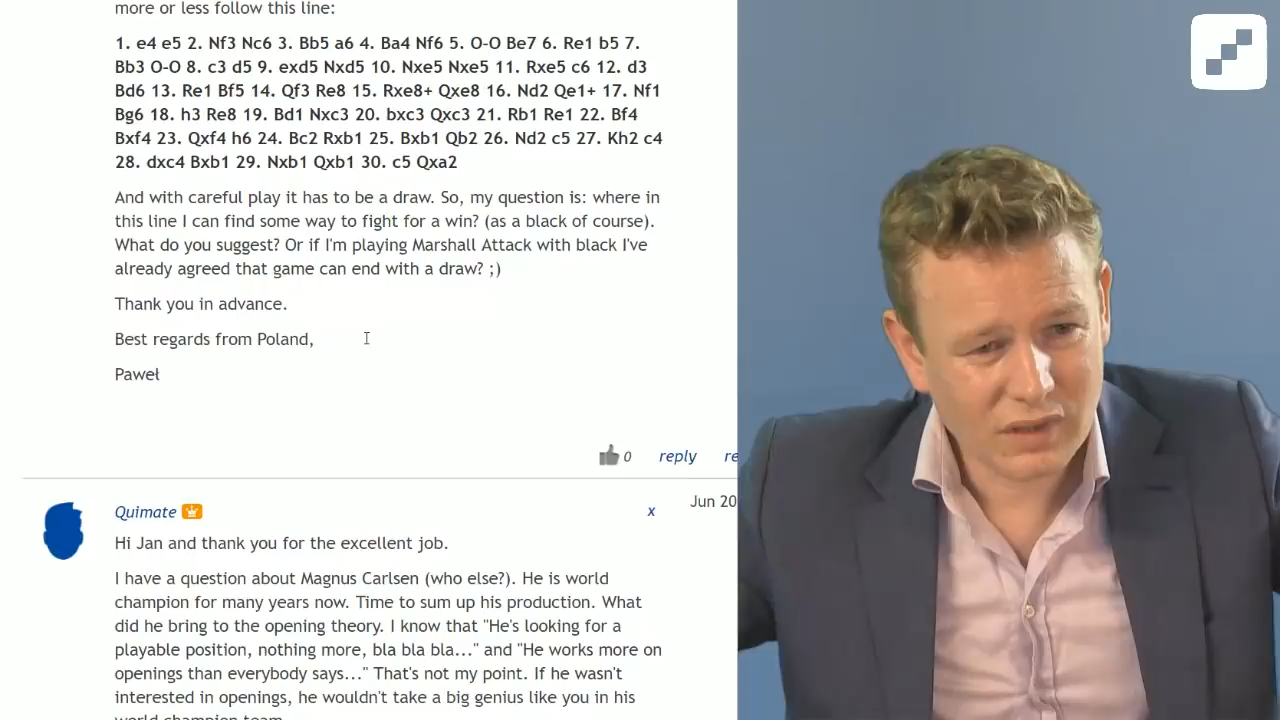 more or less follow this line:
1. e4 e5 2. Nf3 Nc6 3. Bb5 a6 4. Ba4 Nf6 5. O-O Be7 6. Re1 b5 7.
Bb3 O-O 8. c3 d5 9. exd5 Nxd5 10. Nxe5 Nxe5 11. Rxe5 c6 12. d3
Bd6 13. Re1 Bf5 14. Qf3 Re8 15. Rxe8+ Qxe8 16. Nd2 Qe1+ 17. Nf1
Bg6 18. h3 Re8 19. Bd1 Nxc3 20. bxc3 Qxc3 21. Rb1 Re1 22. Bf4
Bxf4 23. Qxf4 h6 24. Bc2 Rxb1 25. Bxb1 Qb2 26. Nd2 c5 27. Kh2 c4
28. dxc4 Bxb1 29. Nxb1 Qxb1 30. c5 Qxa2
And with careful play it has to be a draw. So, my question is: where in
this line I can find some way to fight for a win? (as a black of course).
What do you suggest? Or if I'm playing Marshall Attack with black I've
already agreed that game can end with a draw? ;)
Thank you in advance.
Best regards from Poland,
Paweł
0 reply re
Jun 20
Quimate x
Hi Jan and thank you for the excellent job.
I have a question about Magnus Carlsen (who else?). He is world
champion for many years now. Time to sum up his production. What
did he bring to the opening theory. I know that "He's looking for a
playable position, nothing more, bla bla bla..." and "He works more on
openings than everybody says..." That's not my point. If he wasn't
interested in openings, he wouldn't take a big genius like you in his
world champion team.